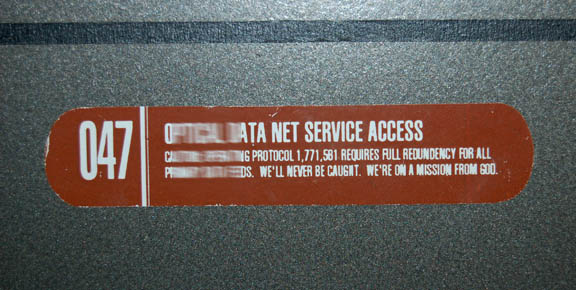 047
NET SERVICE ACCESS
PROTOCOL 1,771,561 REQUIRES FULL REDUNDENCY FOR ALL
WE'LL NEVER BE CAUGHT. WE'RE ON A MISSION FROM GOD.